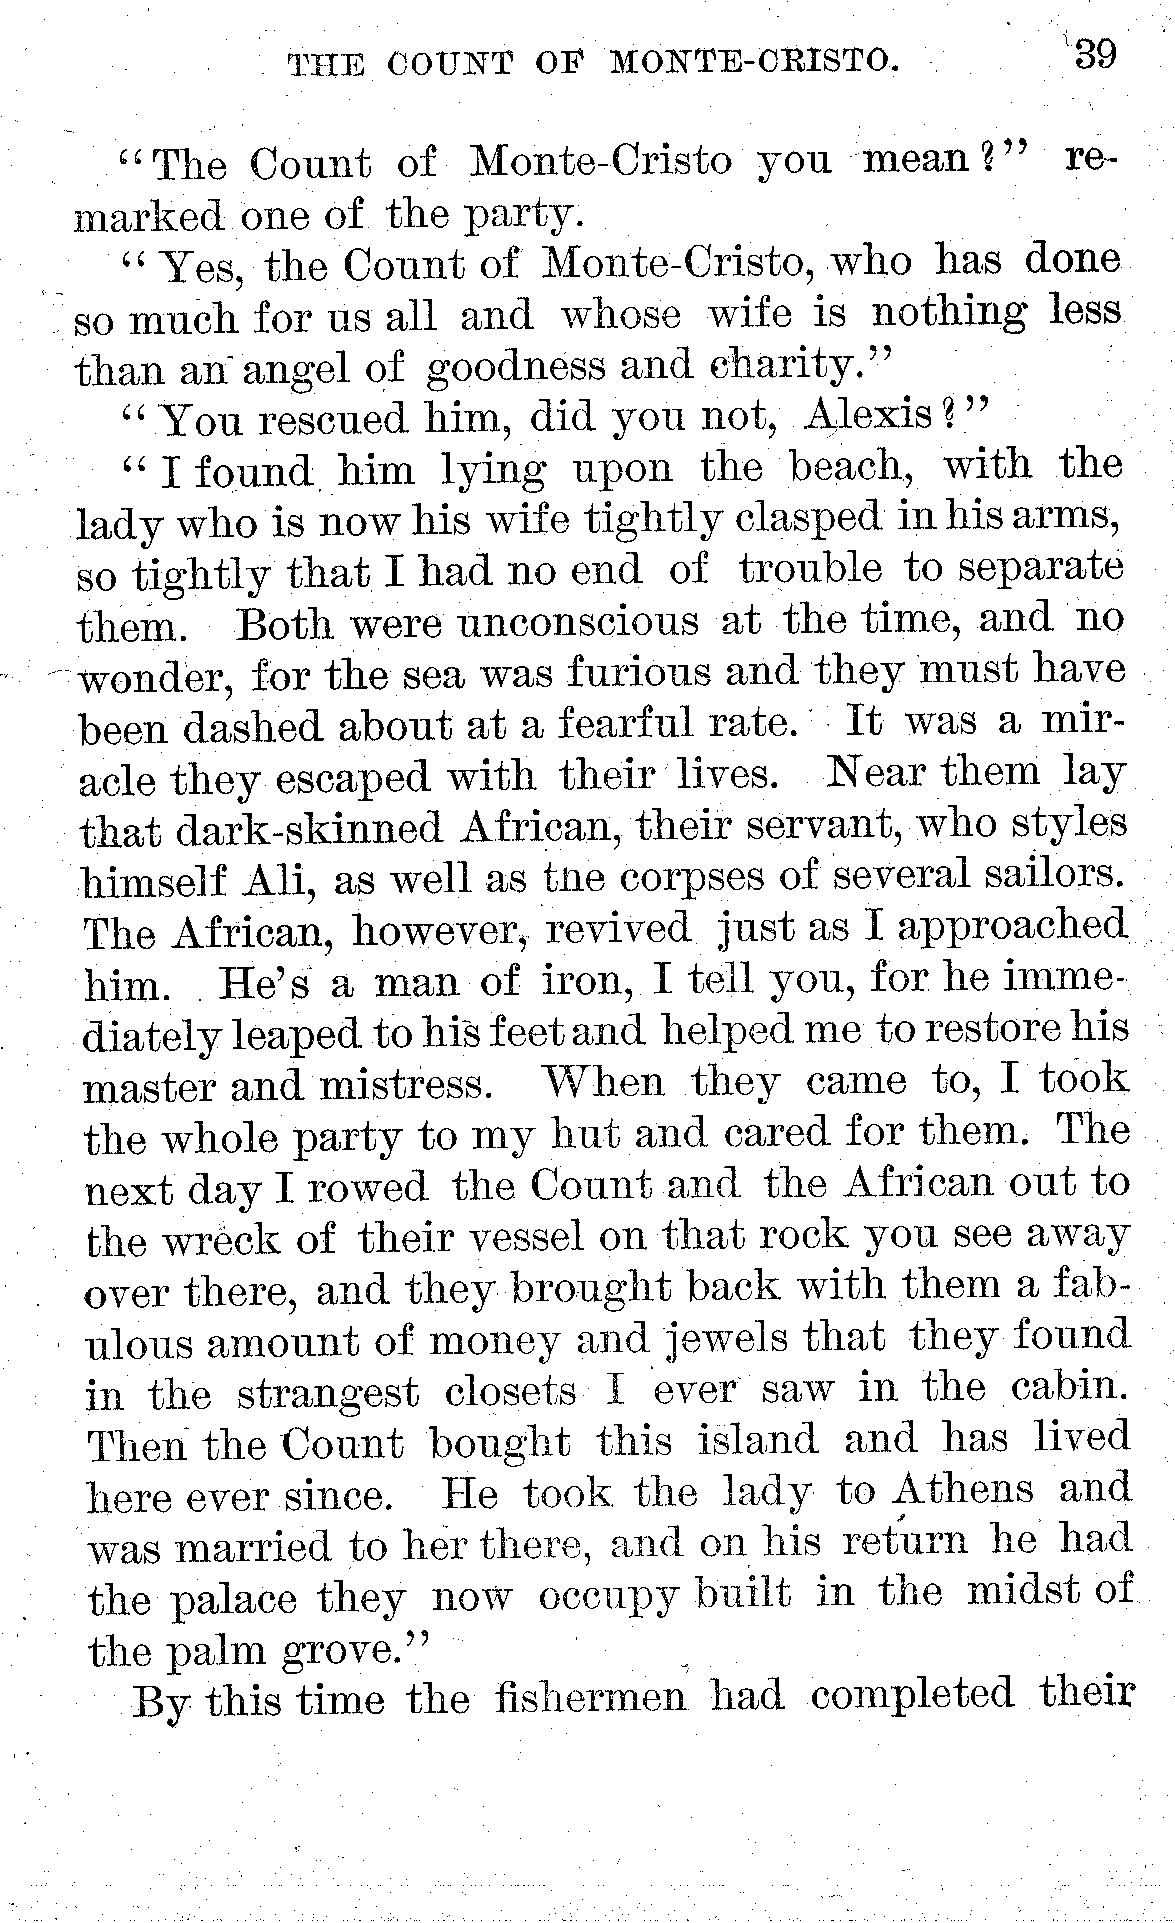 THE COUNT OF MONTE-CRISTO. 39
"The Count of Monte-Cristo you mean?" re-
marked one of the party.
"Yes, the Count of Monte-Cristo, who has done
so much for us all and whose wife is nothing less
than an angel of goodness and charity."
"You rescued him, did you not, Alexis?"
"I found him lying upon the beach, with the
lady who is now his wife tightly clasped in his arms,
so tightly that I had no end of trouble to separate
them. Both were unconscious at the time, and no
wonder, for the sea was furious and they must have
been dashed about at a fearful rate. It was a mir-
acle they escaped with their lives. Near them lay
that dark-skinned African, their servant, who styles
himself Ali, as well as the corpses of several sailors.
The African, however, revived just as I approached
him. He's a man of iron, I tell you, for he imme-
diately leaped to his feet and helped me to restore his
master and mistress. When they came to, I took
the whole party to my hut and cared for them. The
next day I rowed the Count and the African out to
the wreck of their vessel on that rock you see away
over there, and they brought back with them a fab-
ulous amount of money and jewels that they found
in the strangest closets I ever saw in the cabin.
Then the Count bought this island and has lived
here ever since. He took the lady to Athens and
was married to her there, and on his return he had
the palace they now occupy built in the midst of
the palm grove."
By this time the fishermen had completed their